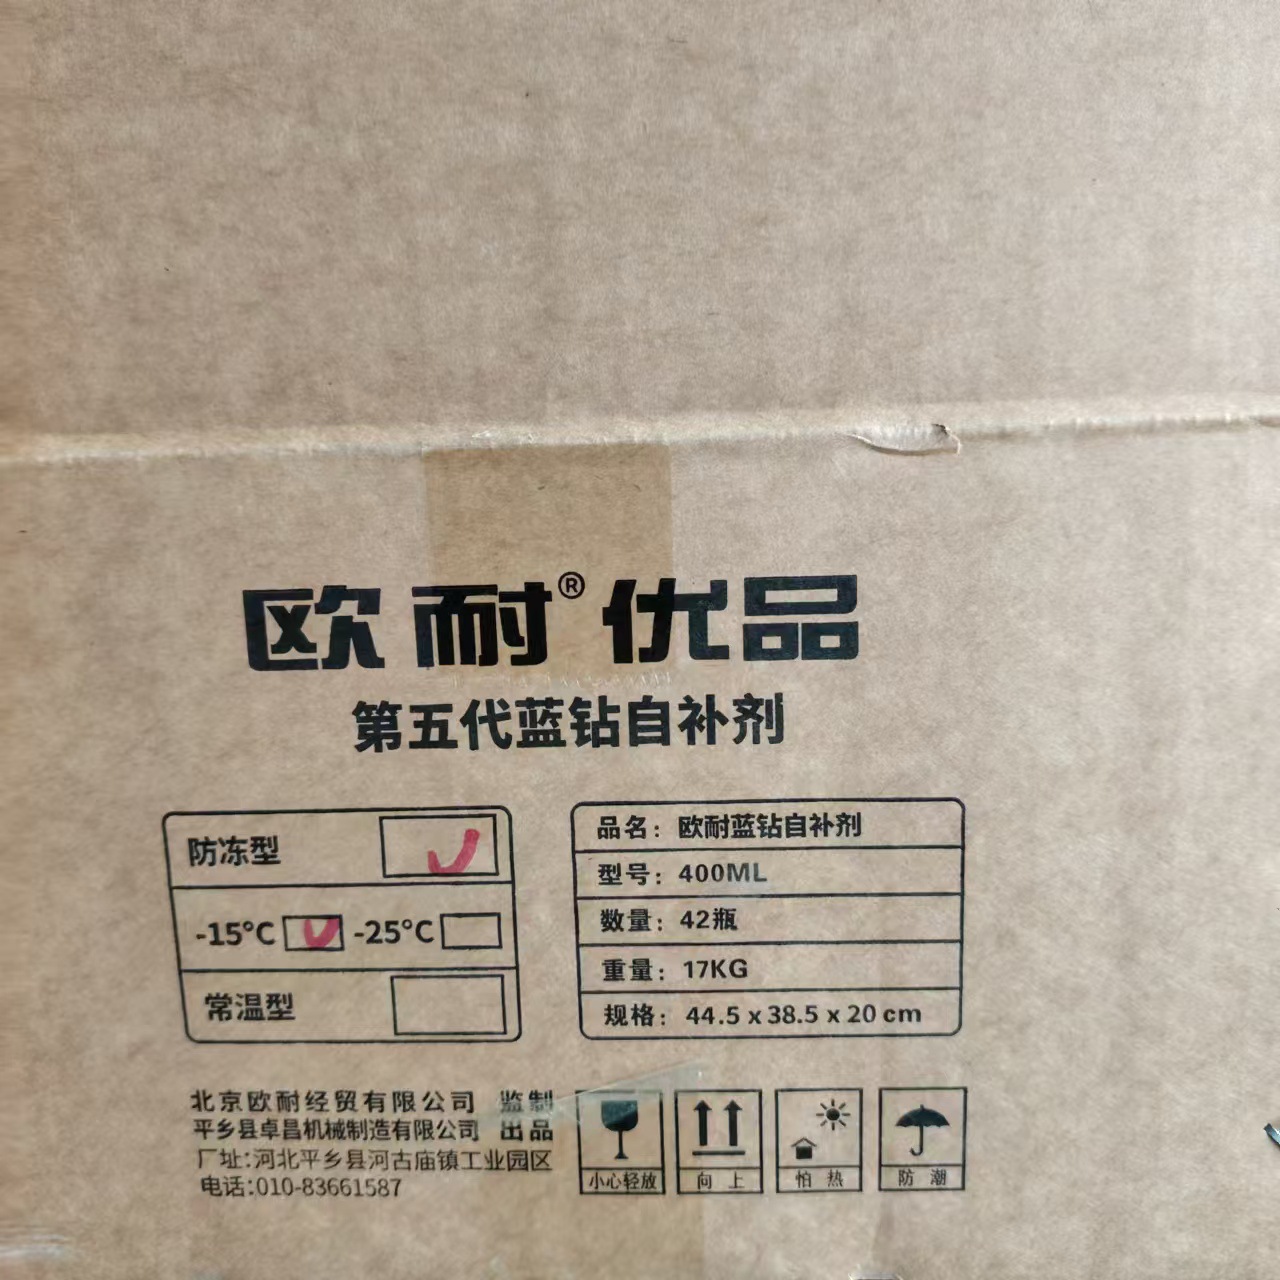 欧耐®优品
第五代蓝钻自补剂
防冻型
-15°C -25°C
常温型
品名：欧耐蓝钻自补剂
型号：400ML
数量：42瓶
重量：17KG
规格：44.5 x 38.5 x 20 cm
北京欧耐经贸有限公司 监制
平乡县卓昌机械制造有限公司 出品
厂址:河北平乡县河古庙镇工业园区
电话:010-83661587
小心轻放
向上
怕热
防潮